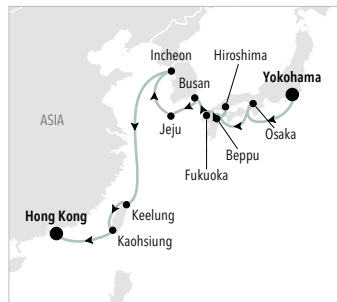 Hiroshima
Incheon
Yokohama
Busan
ASIA
Jeju
Osaka
Beppu
Fukuoka
Hong Kong
Keelung
Kaohsiung